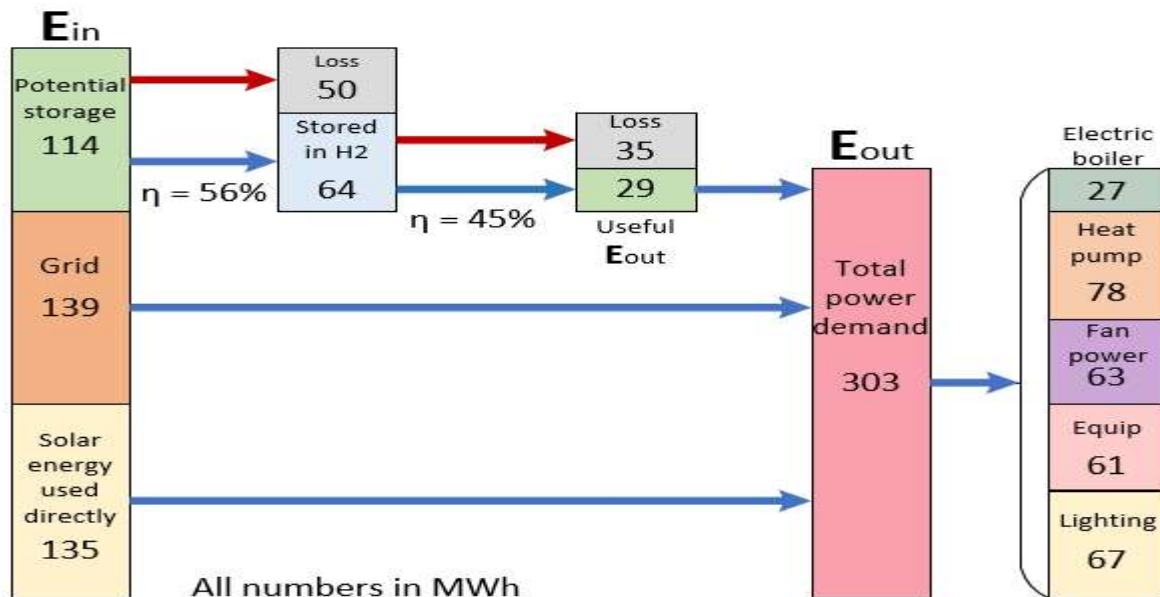 Ein
Potential
storage
114
Grid
139
Solar
energy
used
directly
135
η = 56%
Loss
50
Stored
in H2
64
η = 45%
Loss
35
29
Useful
Eout
Eout
Total
power
demand
303
Electric
boiler
27
Heat
pump
78
Fan
power
63
Equip
61
Lighting
67
All numbers in MWh